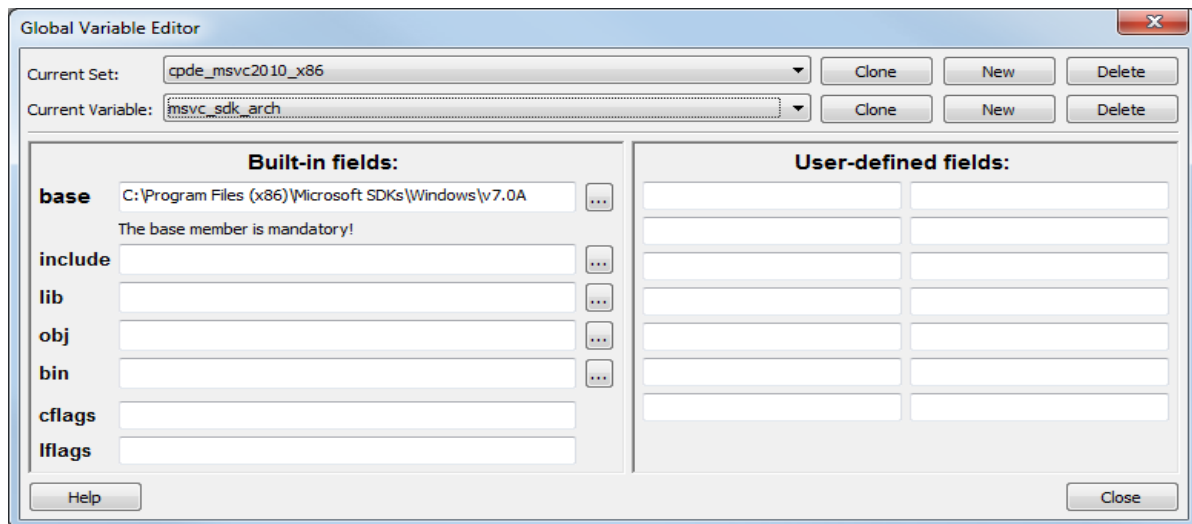 Global Variable Editor
Current Set: cpde_msvc2010_x86 Clone New Delete
Current Variable: msvc_sdk_arch Clone New Delete
Built-in fields:
base C:\Program Files (x86)\Microsoft SDKs\Windows\v7.0A ...
The base member is mandatory!
include ...
lib ...
obj ...
bin ...
cflags
lflags
User-defined fields:
Help Close